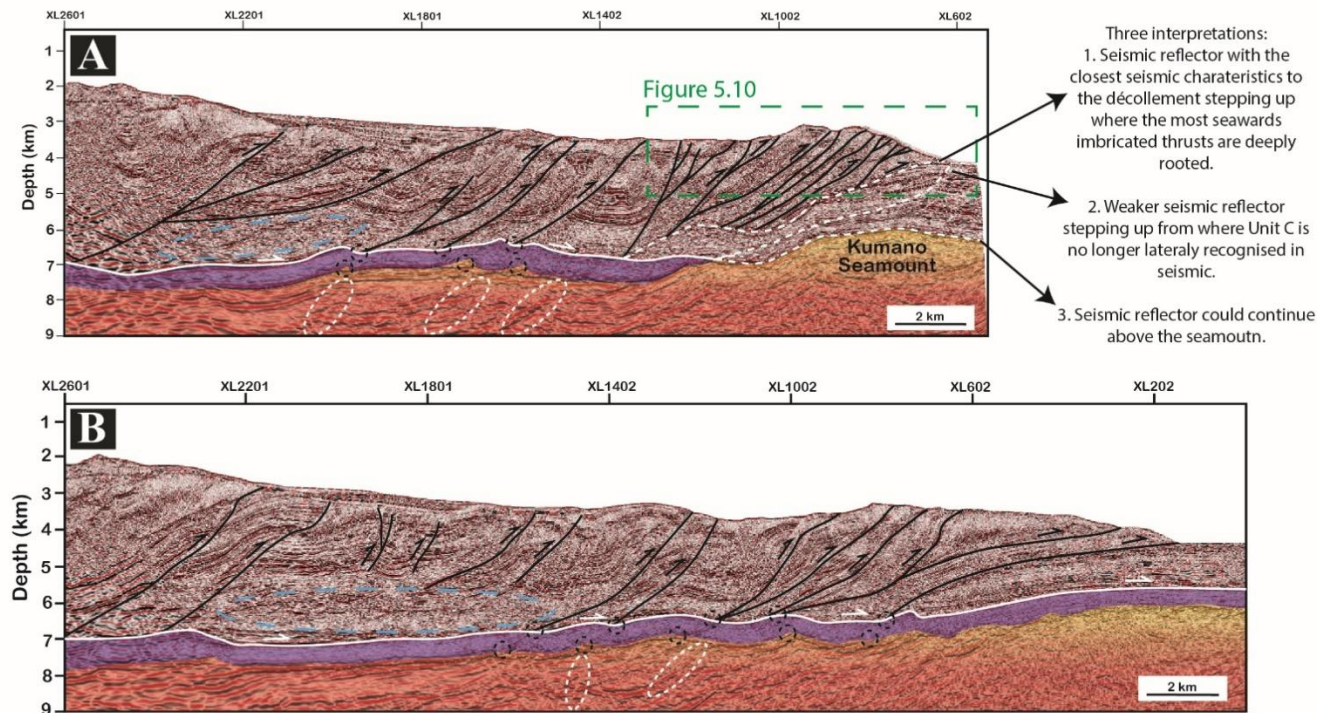 XL2601 XL2201 XL1801 XL1402 XL1002 XL602
A
Depth (km)
1
2
3
4
5
6
7
8
9
Figure 5.10
Kumano
Seamount
2 km
Three interpretations:
1. Seismic reflector with the
closest seismic charateristics to
the décollement stepping up
where the most seawards
imbricated thrusts are deeply
rooted.
2. Weaker seismic reflector
stepping up from where Unit C is
no longer lateraly recognised in
seismic.
3. Seismic reflector could continue
above the seamoutn.
XL2601 XL2201 XL1801 XL1402 XL1002 XL602 XL202
B
Depth (km)
1
2
3
4
5
6
7
8
9
2 km